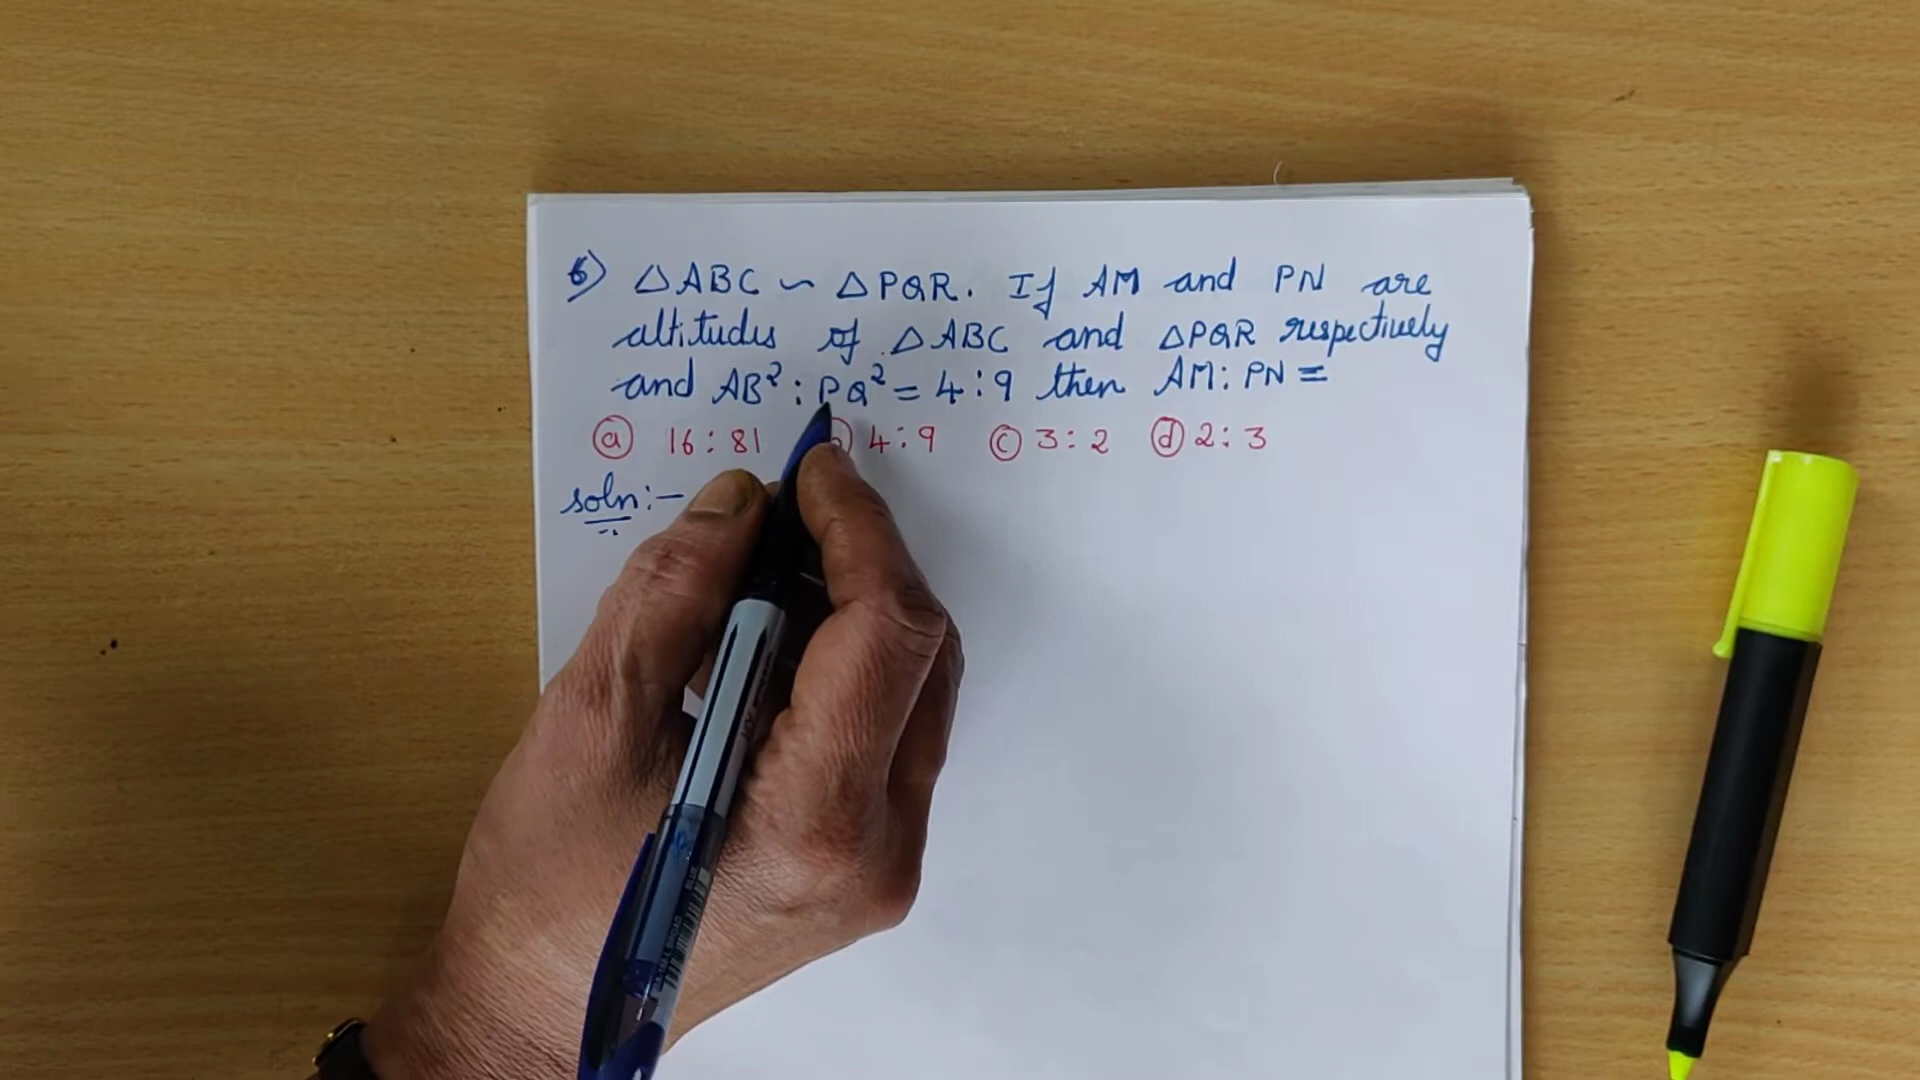 6) △ABC ~ △PQR. If AM and PN are
altitudes of △ABC and △PQR respectively
and AB² : PQ² = 4:9 then AM : PN =
ⓐ 16:81 4:9 ⓒ 3:2 ⓓ 2:3
soln:-